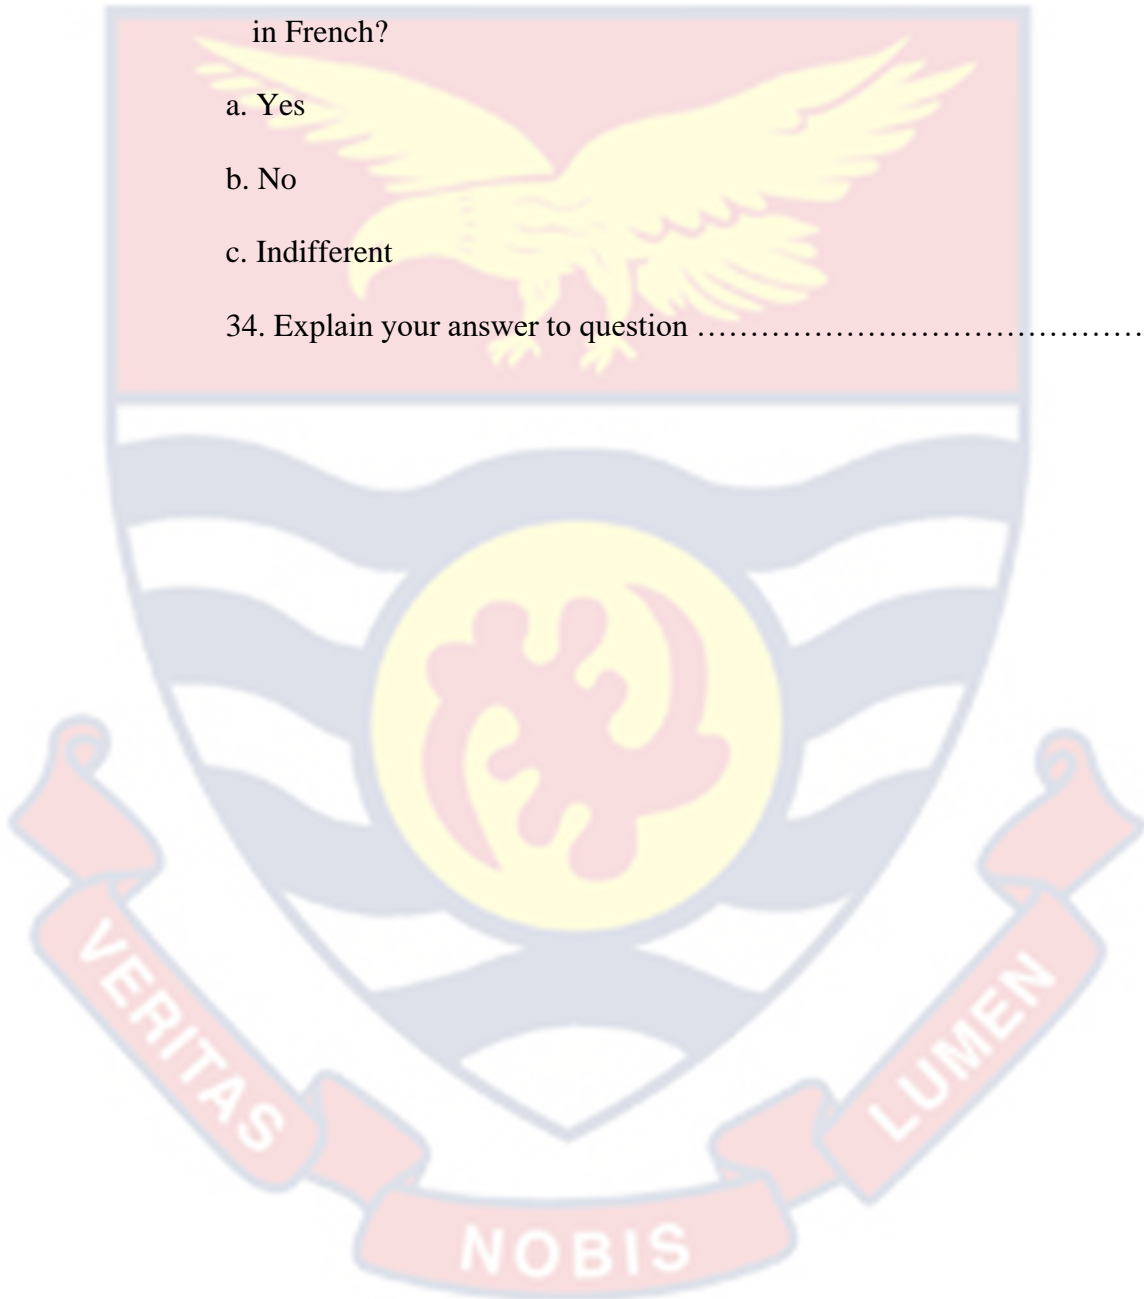 in French?
a. Yes
b. No
c. Indifferent
34. Explain your answer to question ……………………………………
VERITAS
NOBIS
LUMEN